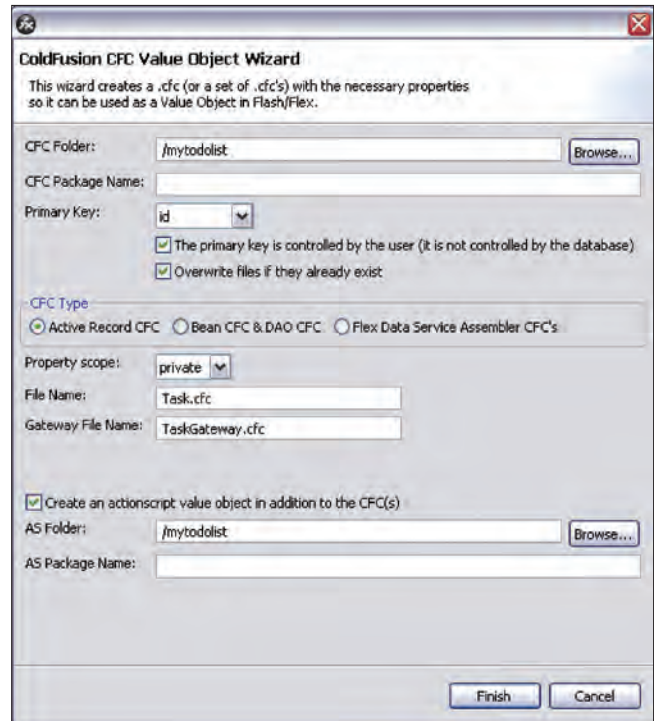 ColdFusion CFC Value Object Wizard
This wizard creates a .cfc (or a set of .cfc's) with the necessary properties
so it can be used as a Value Object in Flash/Flex.
CFC Folder: /mytodolist Browse...
CFC Package Name:
Primary Key: id
The primary key is controlled by the user (it is not controlled by the database)
Overwrite files if they already exist
CFC Type
Active Record CFC Bean CFC & DAO CFC Flex Data Service Assembler CFC's
Property scope: private
File Name: Task.cfc
Gateway File Name: TaskGateway.cfc
Create an actionscript value object in addition to the CFC(s)
AS Folder: /mytodolist Browse...
AS Package Name:
Finish Cancel